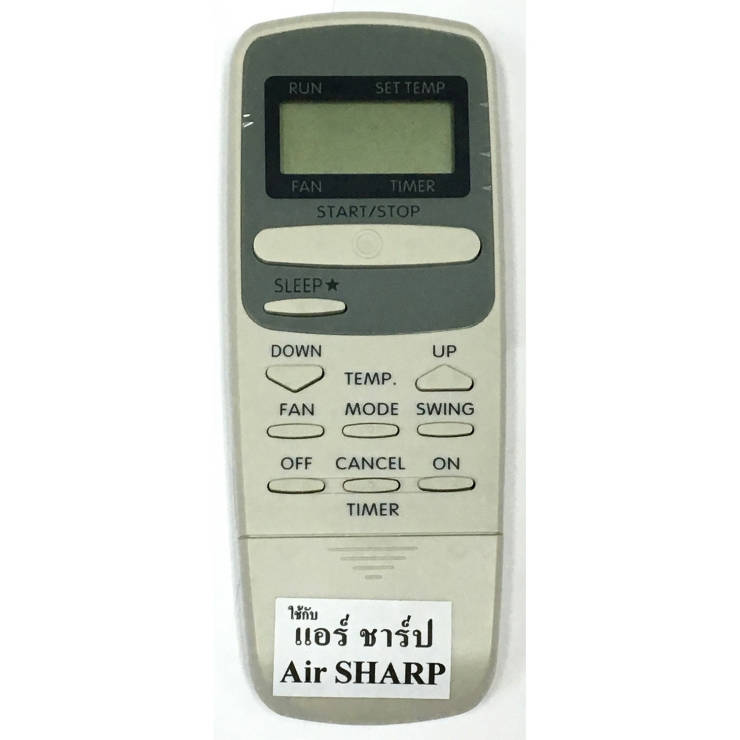 RUN SET TEMP
FAN TIMER
START/STOP
SLEEP★
DOWN UP
TEMP.
FAN MODE SWING
OFF CANCEL ON
TIMER
ใช้กับ
แอร์ ชาร์ป
Air SHARP